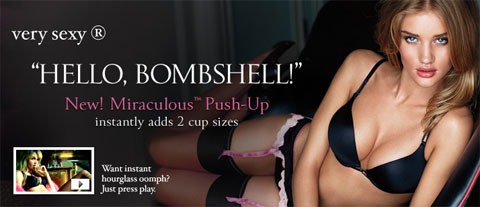 very sexy ®
“HELLO, BOMBSHELL!”
New! Miraculous™ Push-Up
instantly adds 2 cup sizes
Want instant
hourglass oomph?
Just press play.